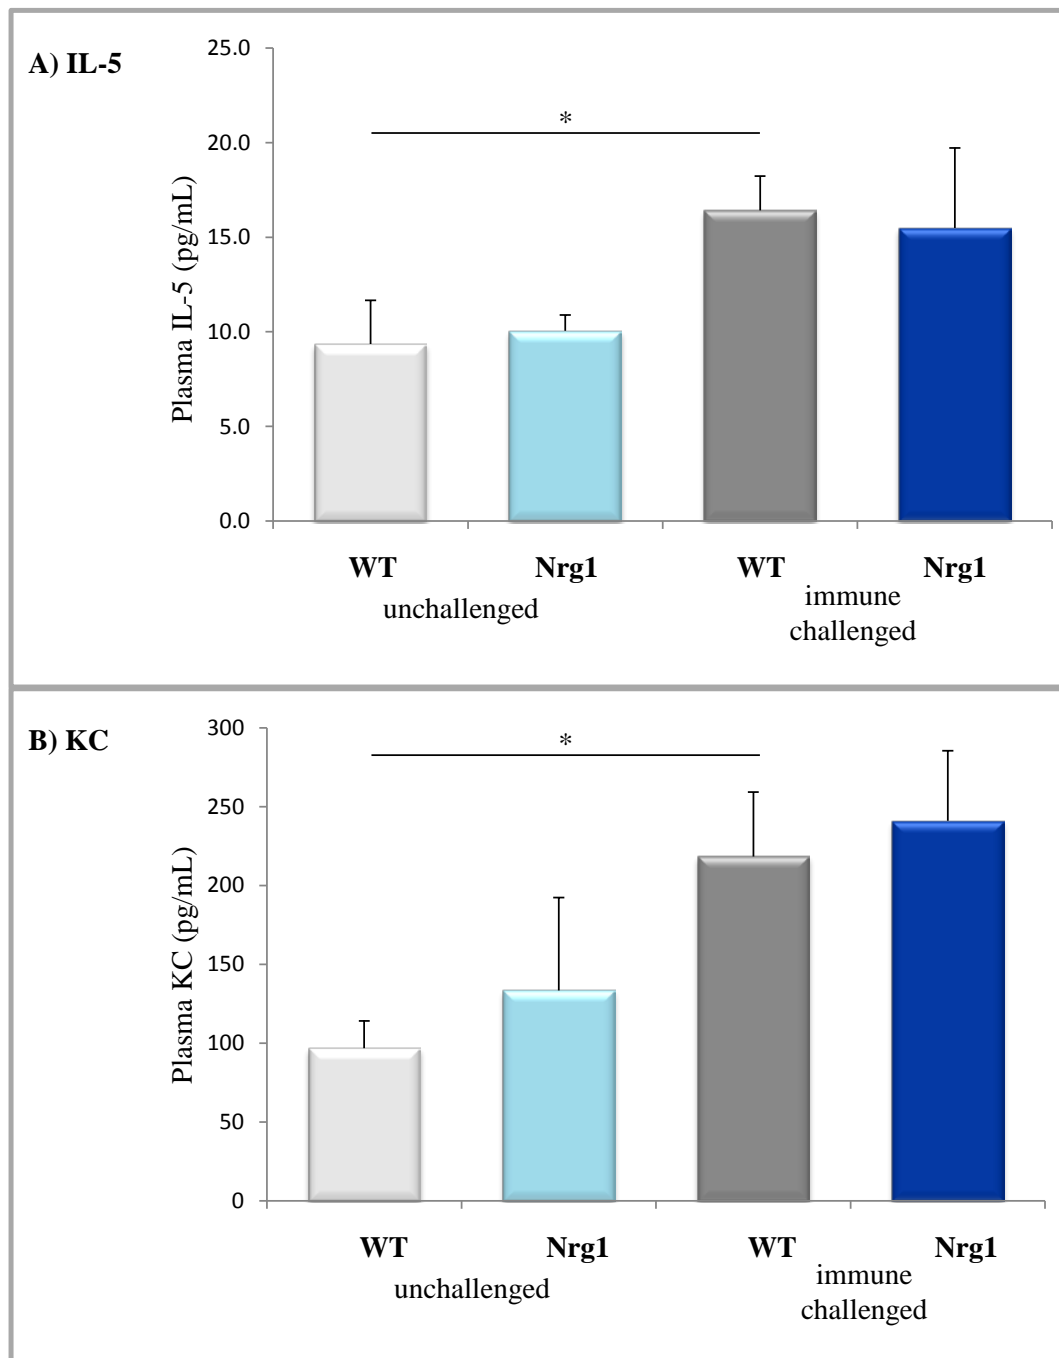 A) IL-5
25.0
20.0
15.0
10.0
5.0
0.0
Plasma IL-5 (pg/mL)
*
WT Nrg1 WT Nrg1
unchallenged
immune
challenged
B) KC
300
250
200
150
100
50
0
Plasma KC (pg/mL)
*
WT Nrg1 WT Nrg1
unchallenged
immune
challenged